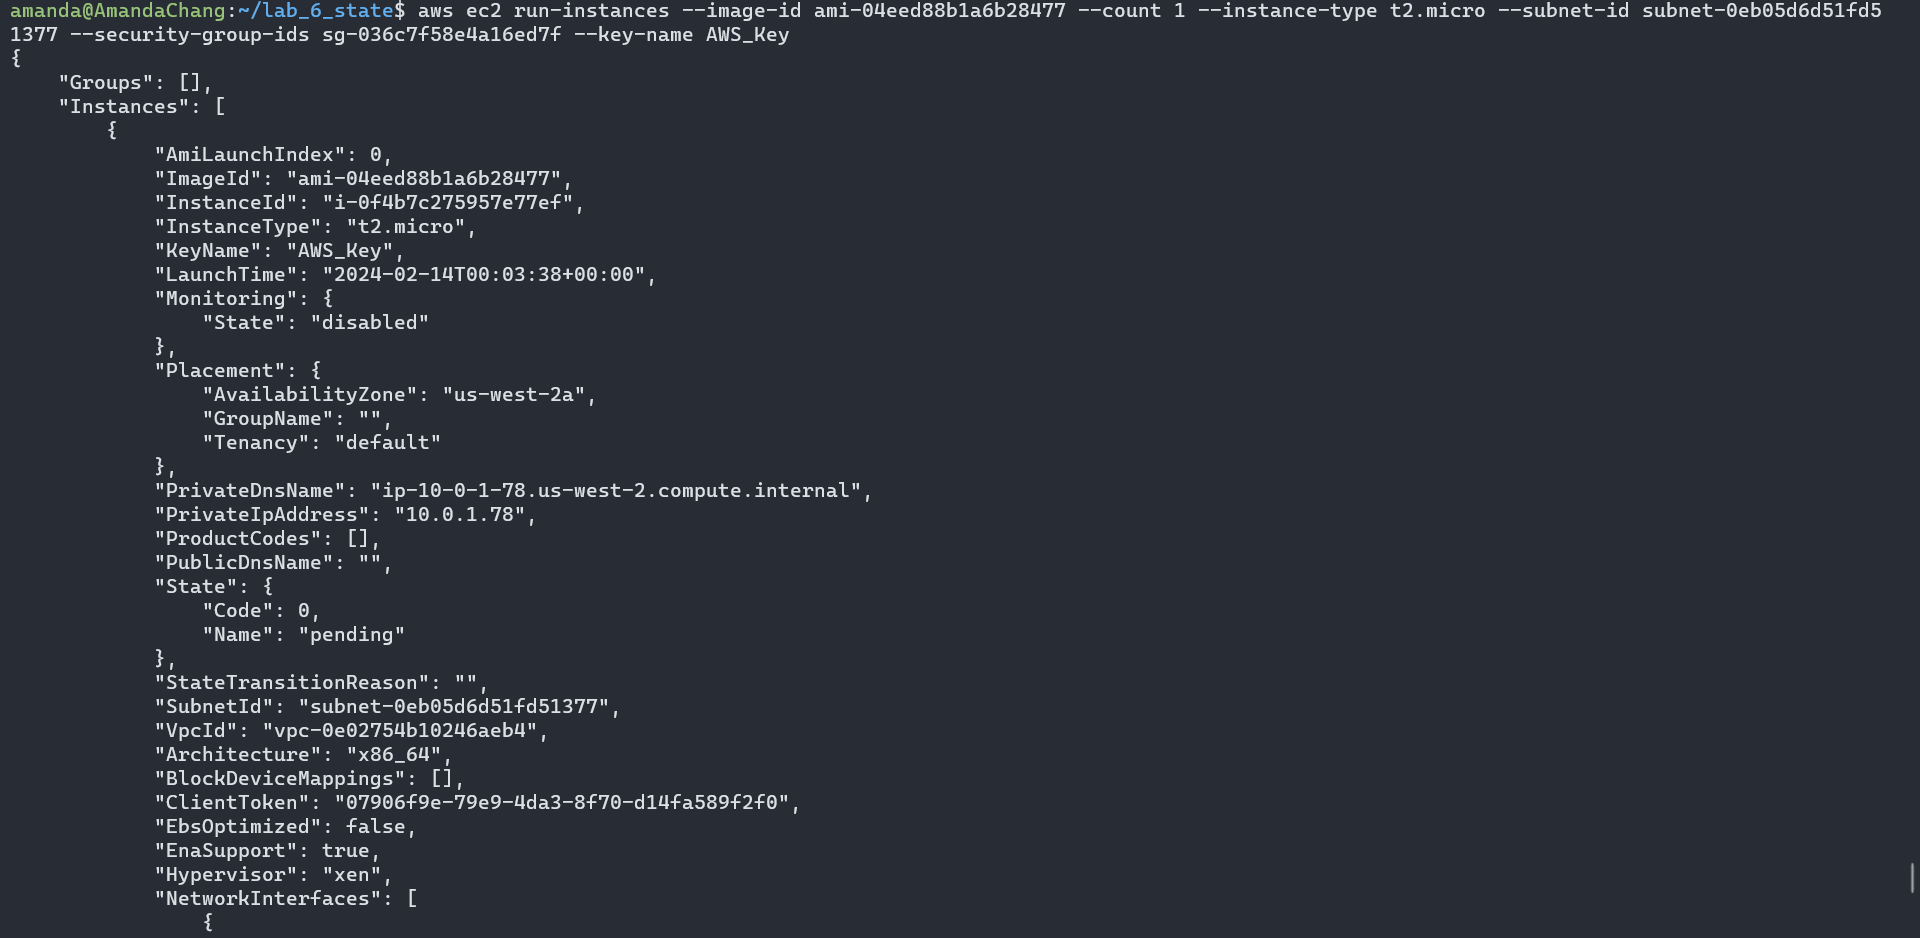 amanda@AmandaChang:~/lab_6_state$ aws ec2 run-instances --image-id ami-04eed88b1a6b28477 --count 1 --instance-type t2.micro --subnet-id subnet-0eb05d6d51fd5
1377 --security-group-ids sg-036c7f58e4a16ed7f --key-name AWS_Key
{
    "Groups": [],
    "Instances": [
        {
            "AmiLaunchIndex": 0,
            "ImageId": "ami-04eed88b1a6b28477",
            "InstanceId": "i-0f4b7c275957e77ef",
            "InstanceType": "t2.micro",
            "KeyName": "AWS_Key",
            "LaunchTime": "2024-02-14T00:03:38+00:00",
            "Monitoring": {
                "State": "disabled"
            },
            "Placement": {
                "AvailabilityZone": "us-west-2a",
                "GroupName": "",
                "Tenancy": "default"
            },
            "PrivateDnsName": "ip-10-0-1-78.us-west-2.compute.internal",
            "PrivateIpAddress": "10.0.1.78",
            "ProductCodes": [],
            "PublicDnsName": "",
            "State": {
                "Code": 0,
                "Name": "pending"
            },
            "StateTransitionReason": "",
            "SubnetId": "subnet-0eb05d6d51fd51377",
            "VpcId": "vpc-0e02754b10246aeb4",
            "Architecture": "x86_64",
            "BlockDeviceMappings": [],
            "ClientToken": "07906f9e-79e9-4da3-8f70-d14fa589f2f0",
            "EbsOptimized": false,
            "EnaSupport": true,
            "Hypervisor": "xen",
            "NetworkInterfaces": [
                {